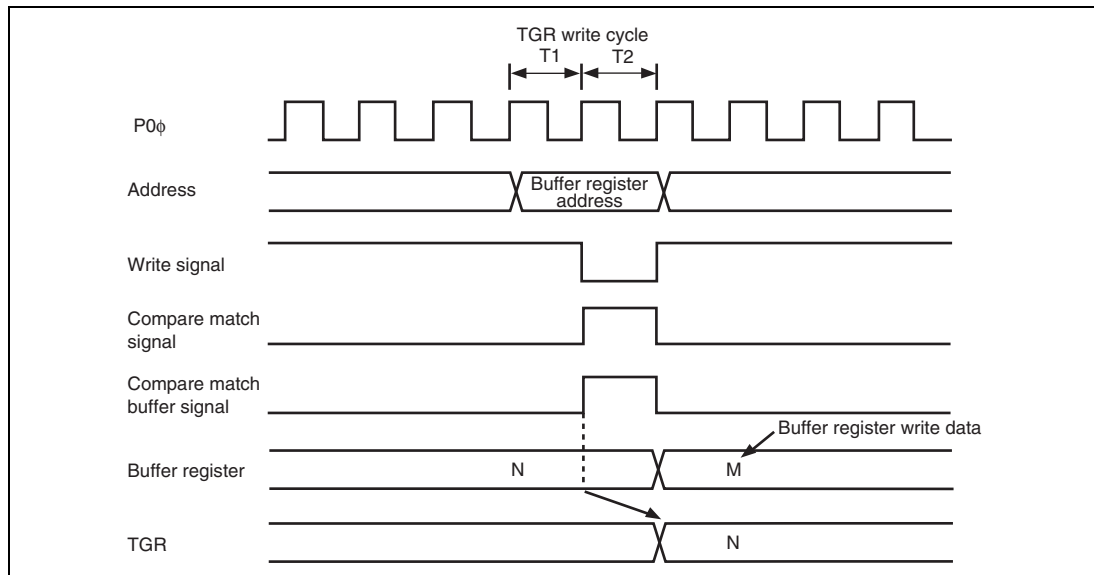 TGR write cycle
T1 T2
P0ϕ
Address
Buffer register
address
Write signal
Compare match
signal
Compare match
buffer signal
Buffer register write data
Buffer register N M
TGR N